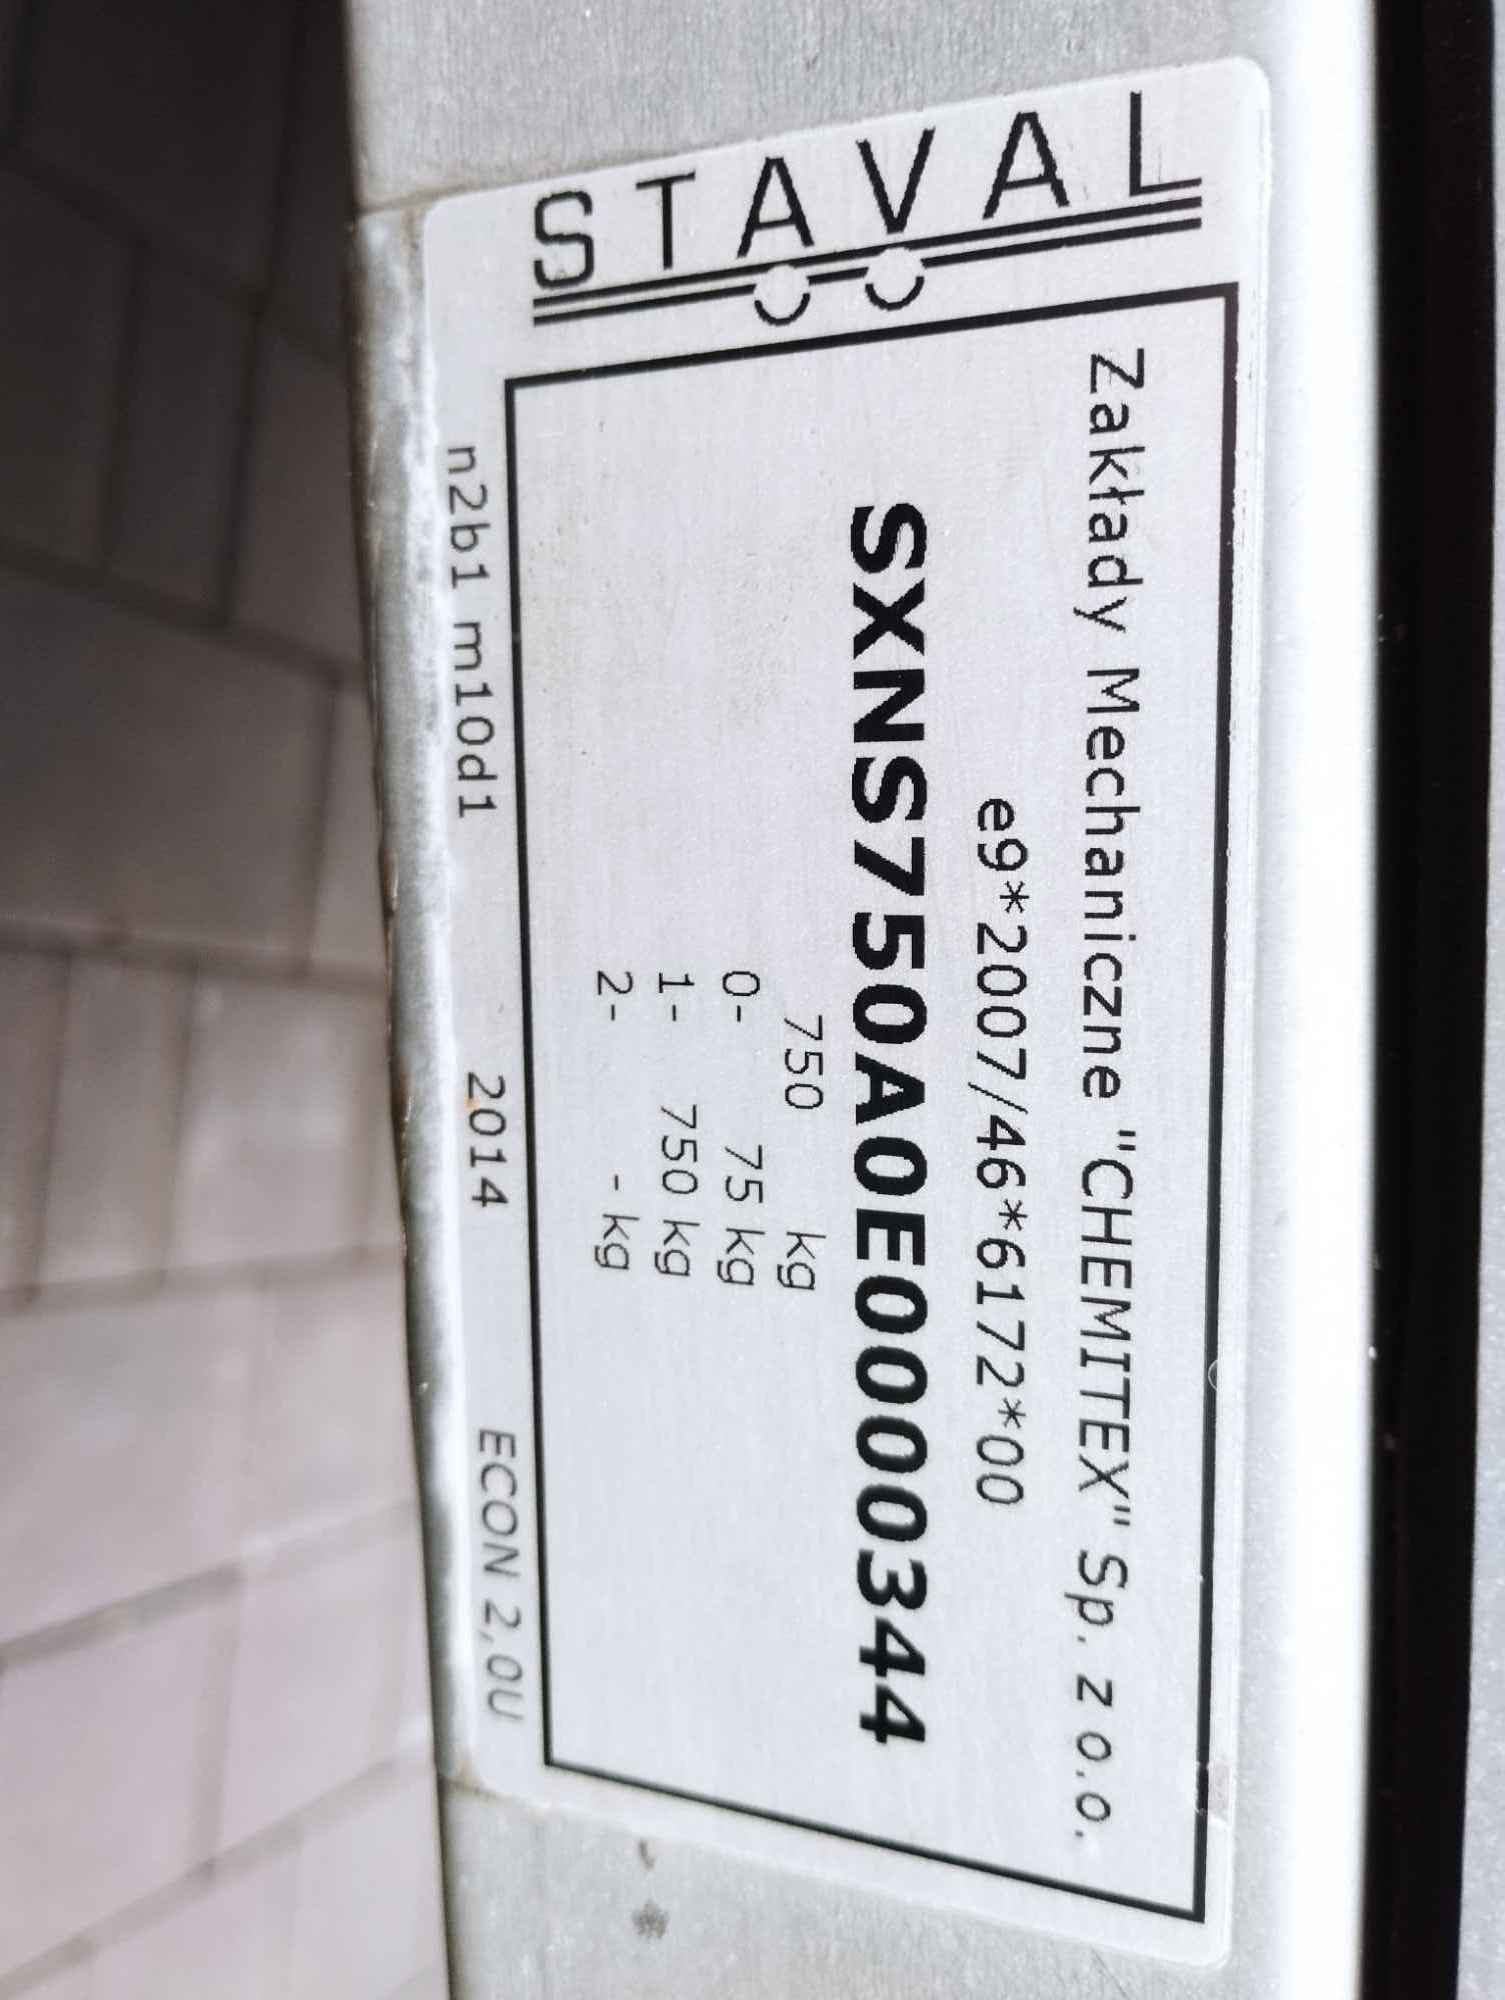 STAVAL
Zakłady Mechaniczne "CHEMITEX" Sp. z o.o.
e9*2007/46*6172*00
SXNS750A0E0000344
750 kg
0- 75 kg
1- 750 kg
2- - kg
n2b1 m10d1 2014 ECON 2,0U